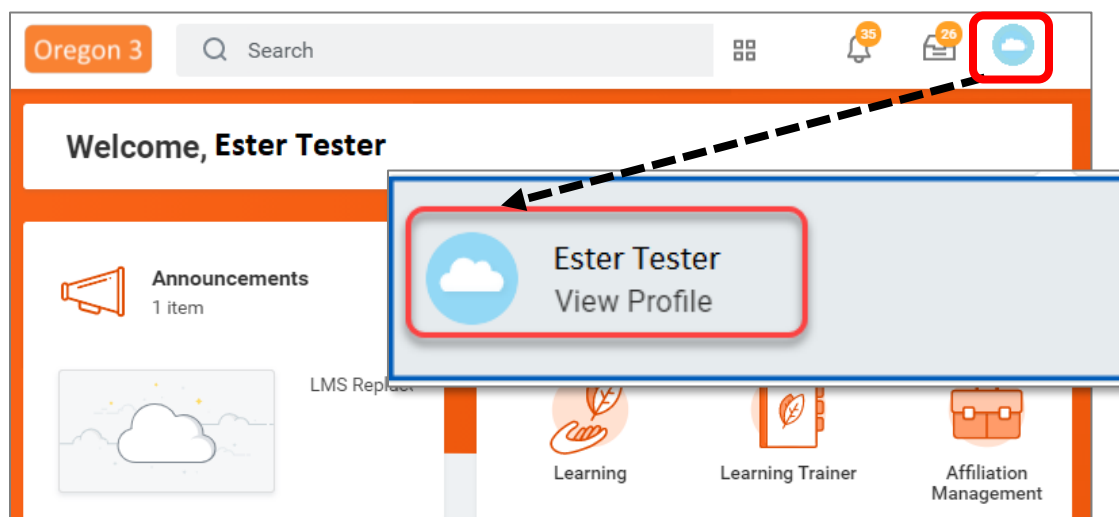 Oregon 3
Search
35
26
Welcome, Ester Tester
Ester Tester
View Profile
Announcements
1 item
LMS
Learning
Learning Trainer
Affiliation
Management